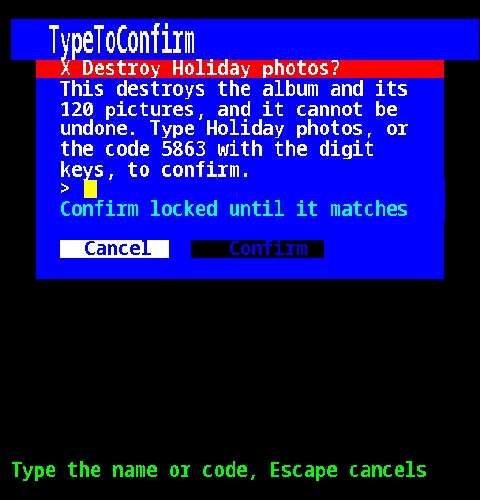 TypeToConfirm
X Destroy Holiday photos?
This destroys the album and its
120 pictures, and it cannot be
undone. Type Holiday photos, or
the code 5863 with the digit
keys, to confirm.
>
Confirm locked until it matches
Cancel Confirm
Type the name or code, Escape cancels